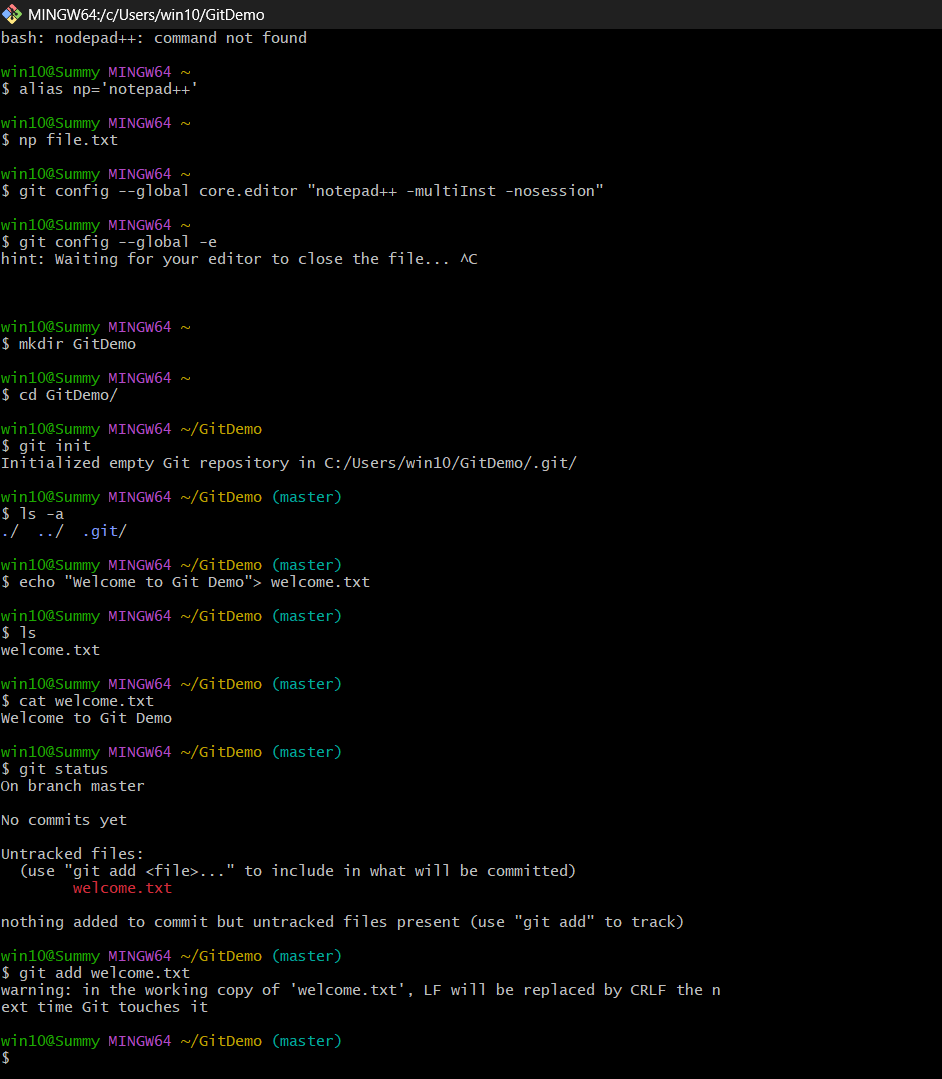 MINGW64:/c/Users/win10/GitDemo
bash: nodepad++: command not found
win10@Summy MINGW64 ~
$ alias np='notepad++'
win10@Summy MINGW64 ~
$ np file.txt
win10@Summy MINGW64 ~
$ git config --global core.editor "notepad++ -multiInst -nosession"
win10@Summy MINGW64 ~
$ git config --global -e
hint: Waiting for your editor to close the file... ^C
win10@Summy MINGW64 ~
$ mkdir GitDemo
win10@Summy MINGW64 ~
$ cd GitDemo/
win10@Summy MINGW64 ~/GitDemo
$ git init
Initialized empty Git repository in C:/Users/win10/GitDemo/.git/
win10@Summy MINGW64 ~/GitDemo (master)
$ ls -a
./  ../  .git/
win10@Summy MINGW64 ~/GitDemo (master)
$ echo "Welcome to Git Demo"> welcome.txt
win10@Summy MINGW64 ~/GitDemo (master)
$ ls
welcome.txt
win10@Summy MINGW64 ~/GitDemo (master)
$ cat welcome.txt
Welcome to Git Demo
win10@Summy MINGW64 ~/GitDemo (master)
$ git status
On branch master
No commits yet
Untracked files:
  (use "git add <file>..." to include in what will be committed)
        welcome.txt
nothing added to commit but untracked files present (use "git add" to track)
win10@Summy MINGW64 ~/GitDemo (master)
$ git add welcome.txt
warning: in the working copy of 'welcome.txt', LF will be replaced by CRLF the n
ext time Git touches it
win10@Summy MINGW64 ~/GitDemo (master)
$